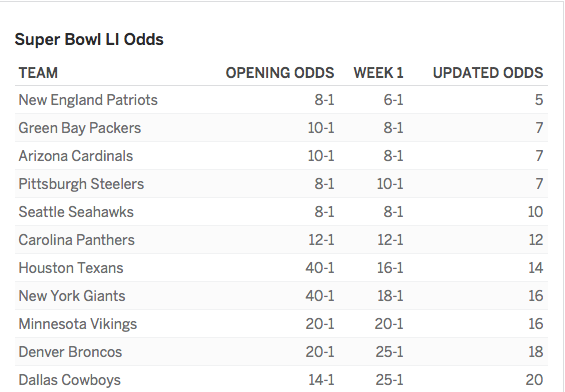 Super Bowl LI Odds
TEAM OPENING ODDS WEEK 1 UPDATED ODDS
New England Patriots 8-1 6-1 5
Green Bay Packers 10-1 8-1 7
Arizona Cardinals 10-1 8-1 7
Pittsburgh Steelers 8-1 10-1 7
Seattle Seahawks 8-1 8-1 10
Carolina Panthers 12-1 12-1 12
Houston Texans 40-1 16-1 14
New York Giants 40-1 18-1 16
Minnesota Vikings 20-1 20-1 16
Denver Broncos 20-1 25-1 18
Dallas Cowboys 14-1 25-1 20